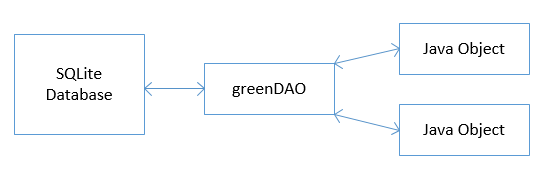 SQLite
Database
greenDAO
Java Object
Java Object